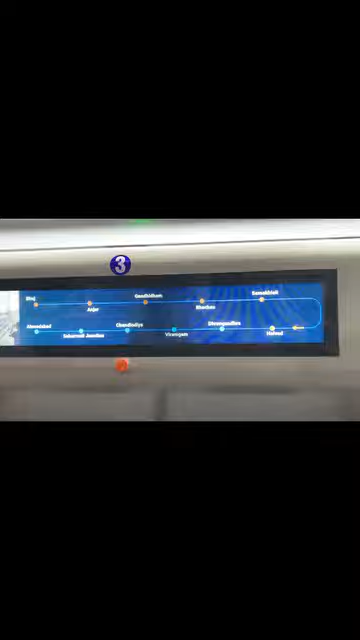 3
Bhuj
Anjar
Gandhidham
Bhachau
Samakhiali
Ahmedabad
Sabarmati Junction
Chandlodiya
Viramgam
Dhrangadhra
Halvad